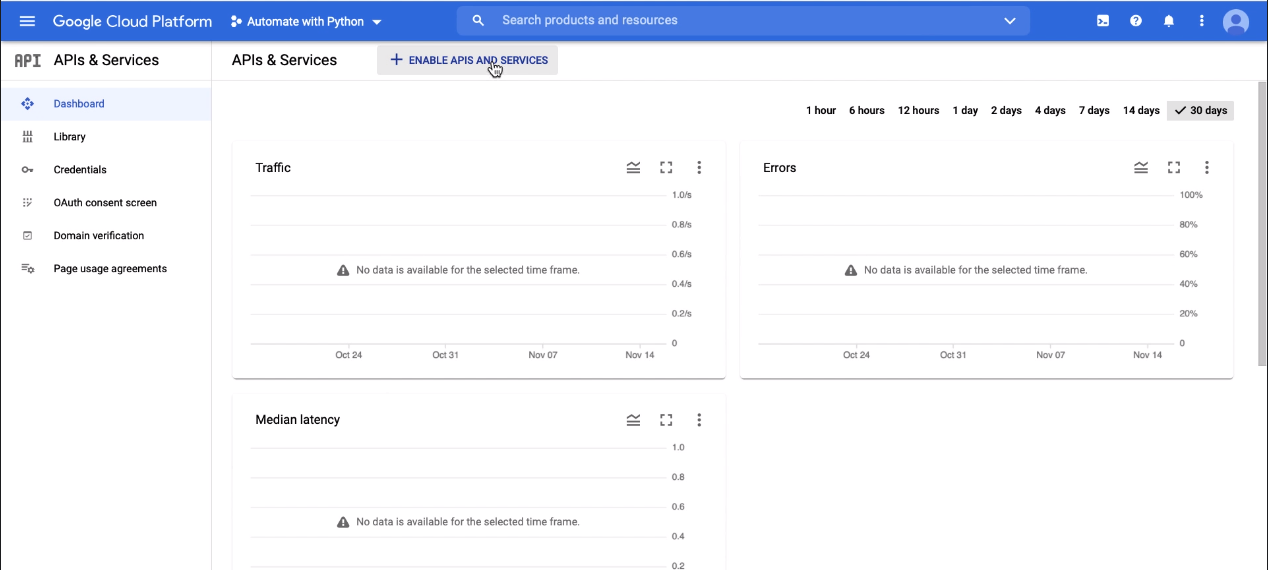 Google Cloud Platform
Automate with Python
Search products and resources
API APIs & Services
APIs & Services
+ ENABLE APIS AND SERVICES
Dashboard
Library
Credentials
OAuth consent screen
Domain verification
Page usage agreements
1 hour 6 hours 12 hours 1 day 2 days 4 days 7 days 14 days 30 days
Traffic
1.0/s
0.8/s
0.6/s
No data is available for the selected time frame.
0.4/s
0.2/s
0
Oct 24 Oct 31 Nov 07 Nov 14
Errors
100%
80%
60%
No data is available for the selected time frame.
40%
20%
0
Oct 24 Oct 31 Nov 07 Nov 14
Median latency
1.0
0.8
0.6
No data is available for the selected time frame.
0.4
0.2